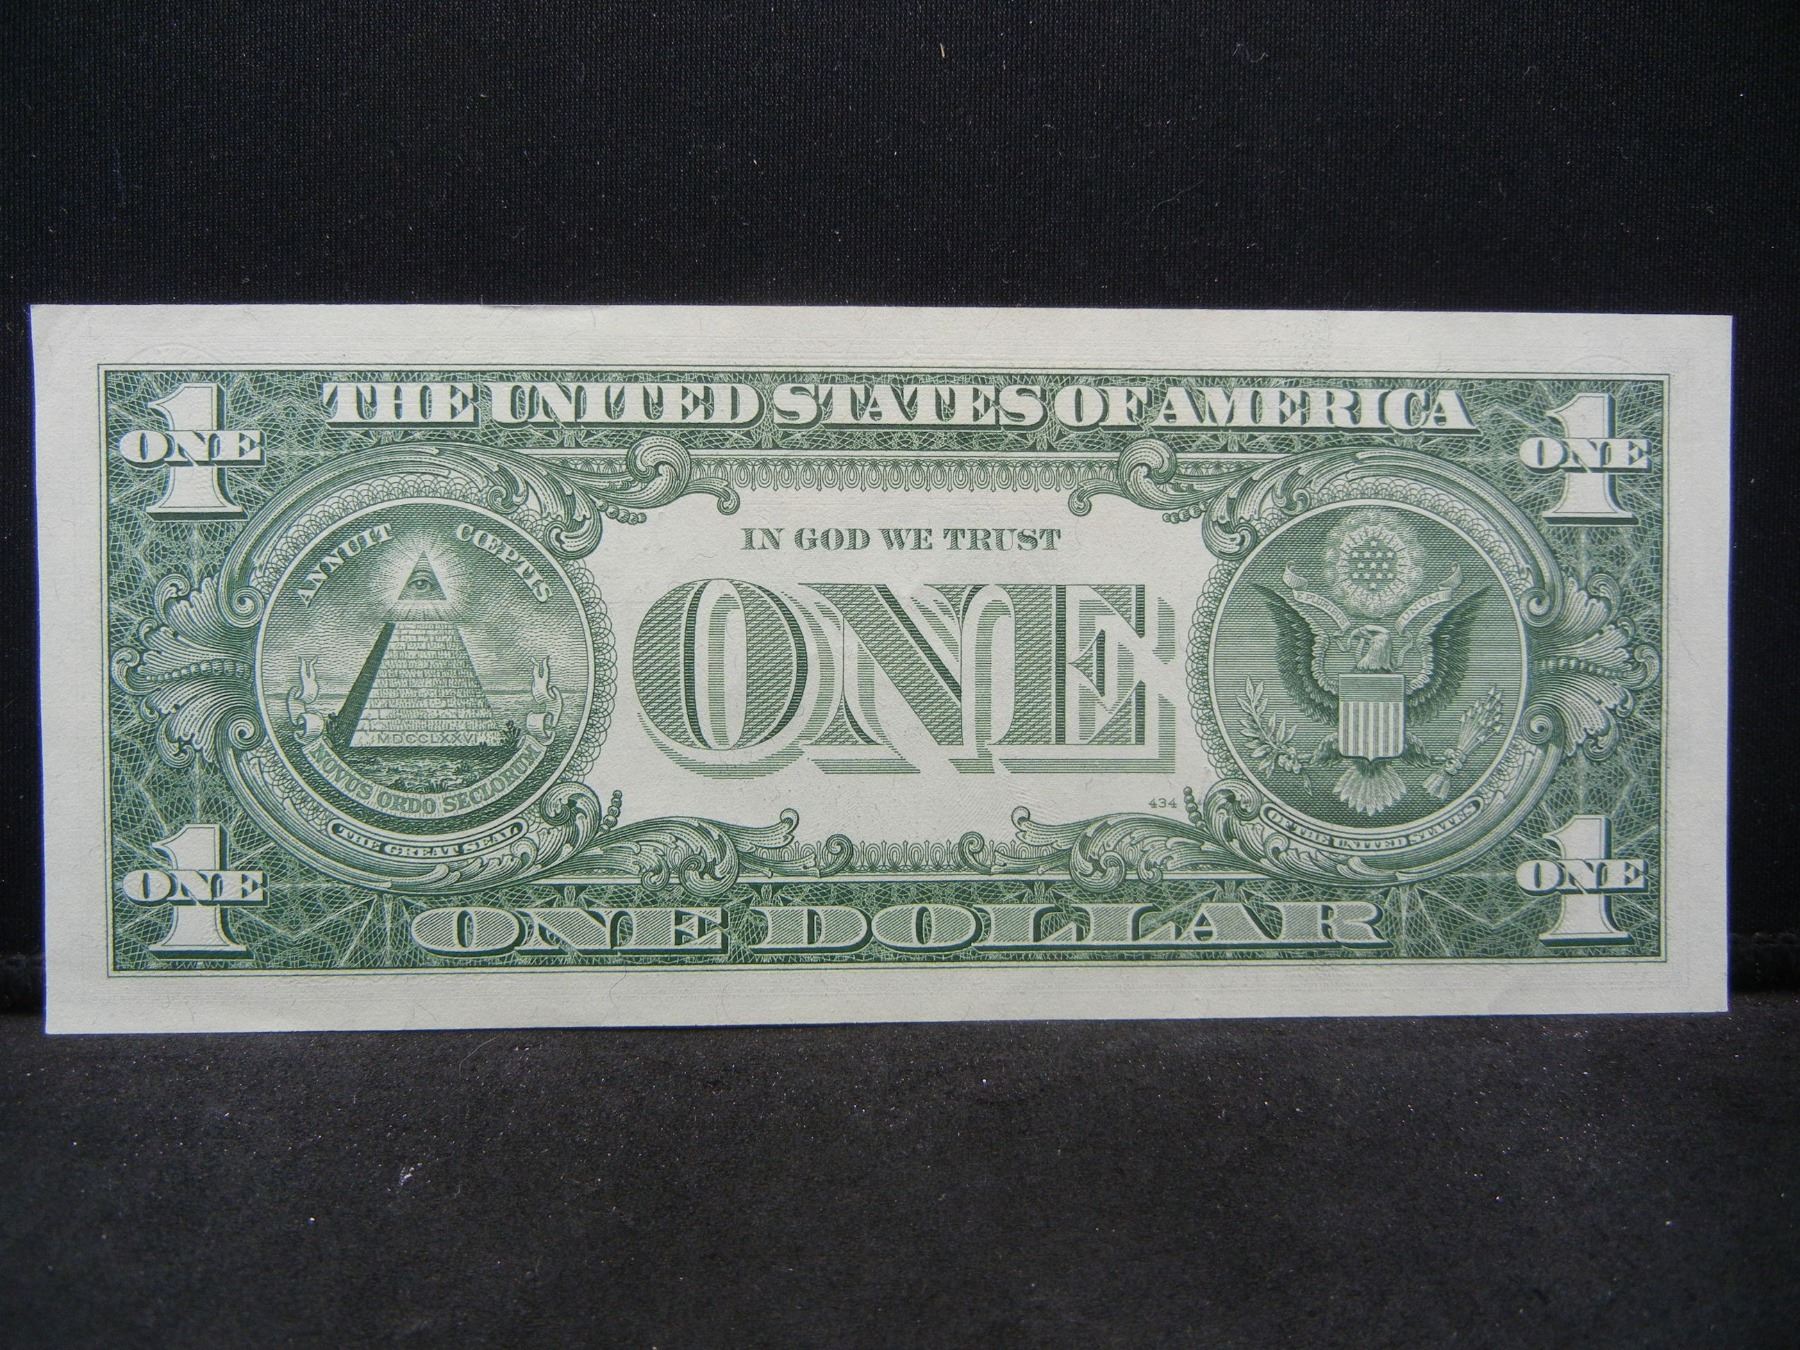 THE UNITED STATES OF AMERICA
1
ONE
1
ONE
ANNUIT CŒPTIS
IN GOD WE TRUST
ONE
MDCCLXXVI
NOVUS ORDO SECLORUM
THE GREAT SEAL
434
OF THE UNITED STATES
1
ONE
1
ONE
ONE DOLLAR